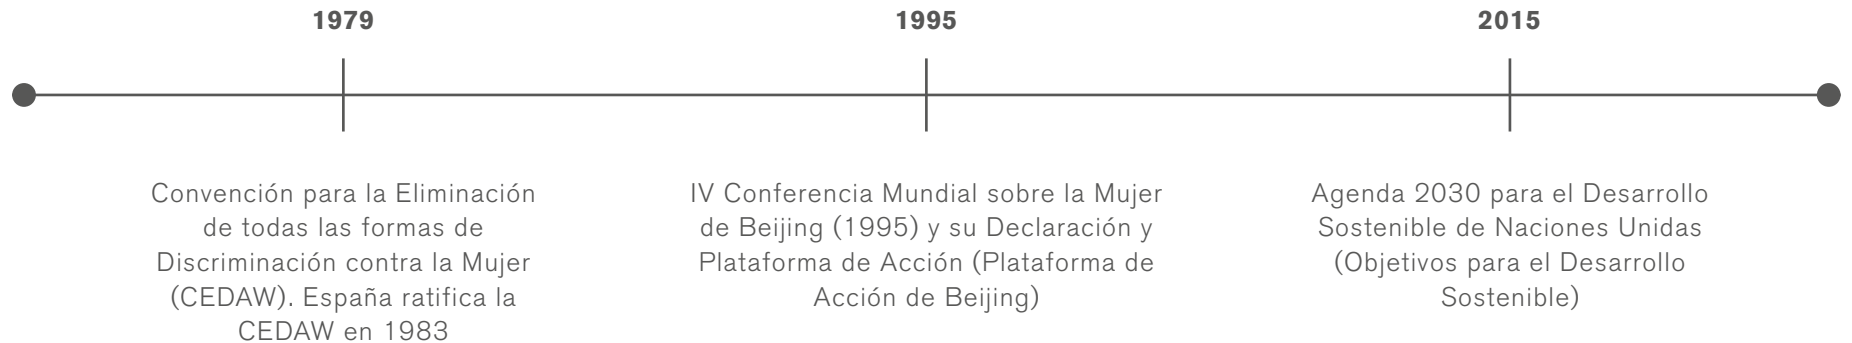 1979
Convención para la Eliminación
de todas las formas de
Discriminación contra la Mujer
(CEDAW). España ratifica la
CEDAW en 1983
1995
IV Conferencia Mundial sobre la Mujer
de Beijing (1995) y su Declaración y
Plataforma de Acción (Plataforma de
Acción de Beijing)
2015
Agenda 2030 para el Desarrollo
Sostenible de Naciones Unidas
(Objetivos para el Desarrollo
Sostenible)